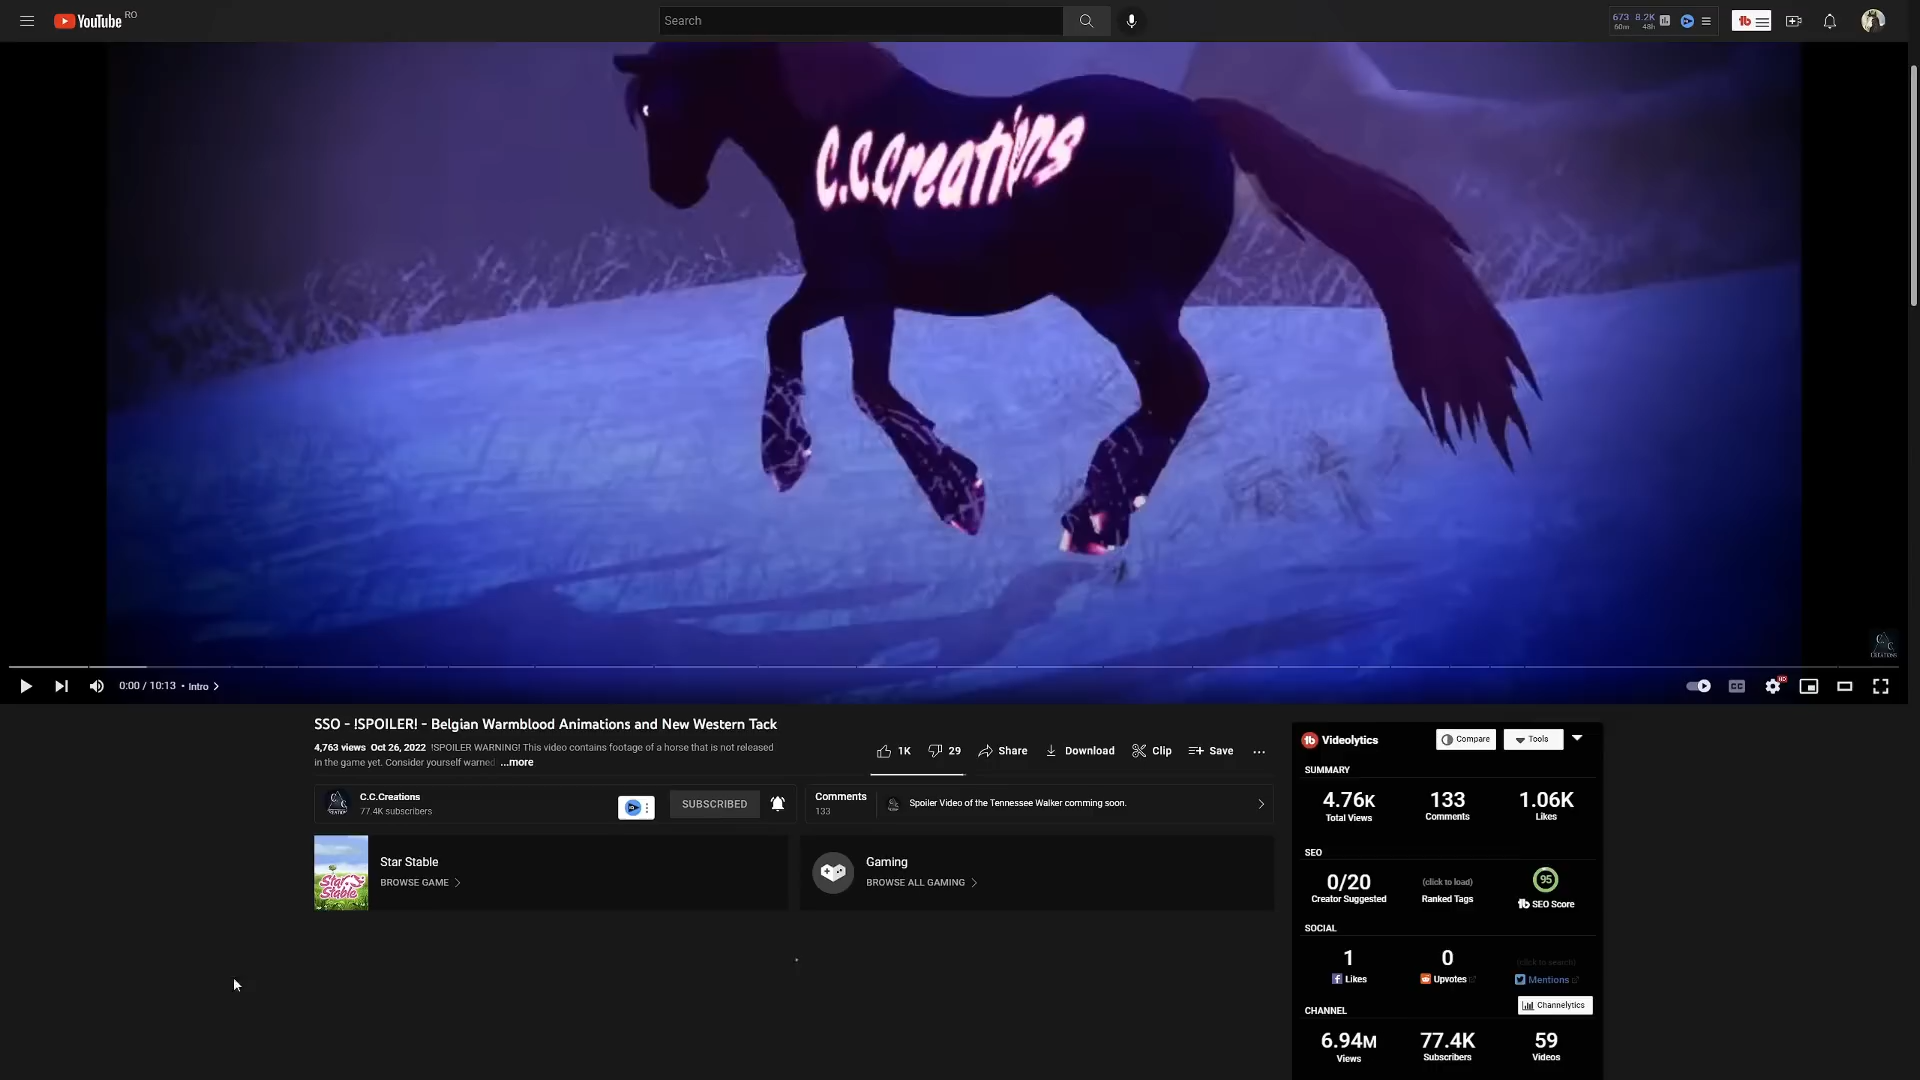 YouTube RO
Search
673 8.2K
60m 48h
C.C.Creations
0:00 / 10:13 • Intro
SSO - !SPOILER! - Belgian Warmblood Animations and New Western Tack
4,763 views Oct 26, 2022 !SPOILER WARNING! This video contains footage of a horse that is not released
in the game yet. Consider yourself warned ...more
1K 29 Share Download Clip Save
C.C.Creations
77.4K subscribers
SUBSCRIBED
Comments
133
Spoiler Video of the Tennessee Walker comming soon.
Star Stable
BROWSE GAME
Gaming
BROWSE ALL GAMING
Videolytics Compare Tools
SUMMARY
4.76K 133 1.06K
Total Views Comments Likes
SEO
0/20 (click to load) 95
Creator Suggested Ranked Tags SEO Score
SOCIAL
1 0 (click to search)
Likes Upvotes Mentions
Channelytics
CHANNEL
6.94M 77.4K 59
Views Subscribers Videos